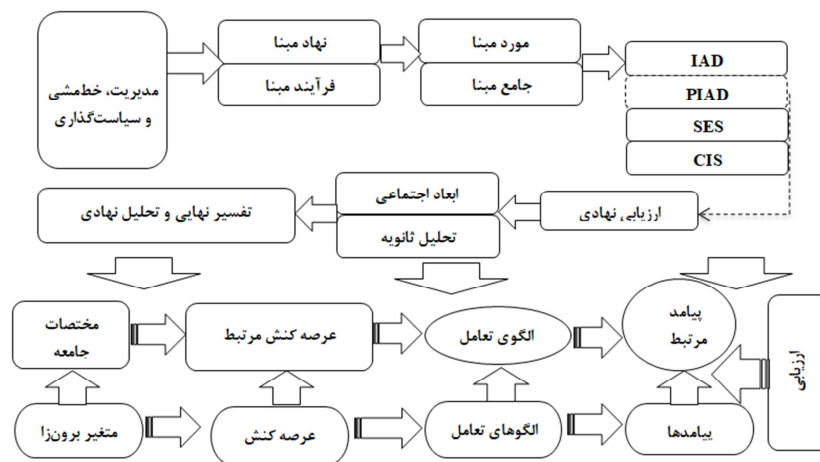 مدیریت، خط‌مشی
و سیاست‌گذاری
نهاد مبنا
فرآیند مبنا
مورد مبنا
جامع مبنا
IAD
PIAD
SES
CIS
ارزیابی نهادی
ابعاد اجتماعی
تحلیل ثانویه
تفسیر نهایی و تحلیل نهادی
مختصات
جامعه
عرصه کنش مرتبط
الگوی تعامل
پیامد
مرتبط
ارزیابی
متغیر برون‌زا
عرصه کنش
الگوهای تعامل
پیامدها